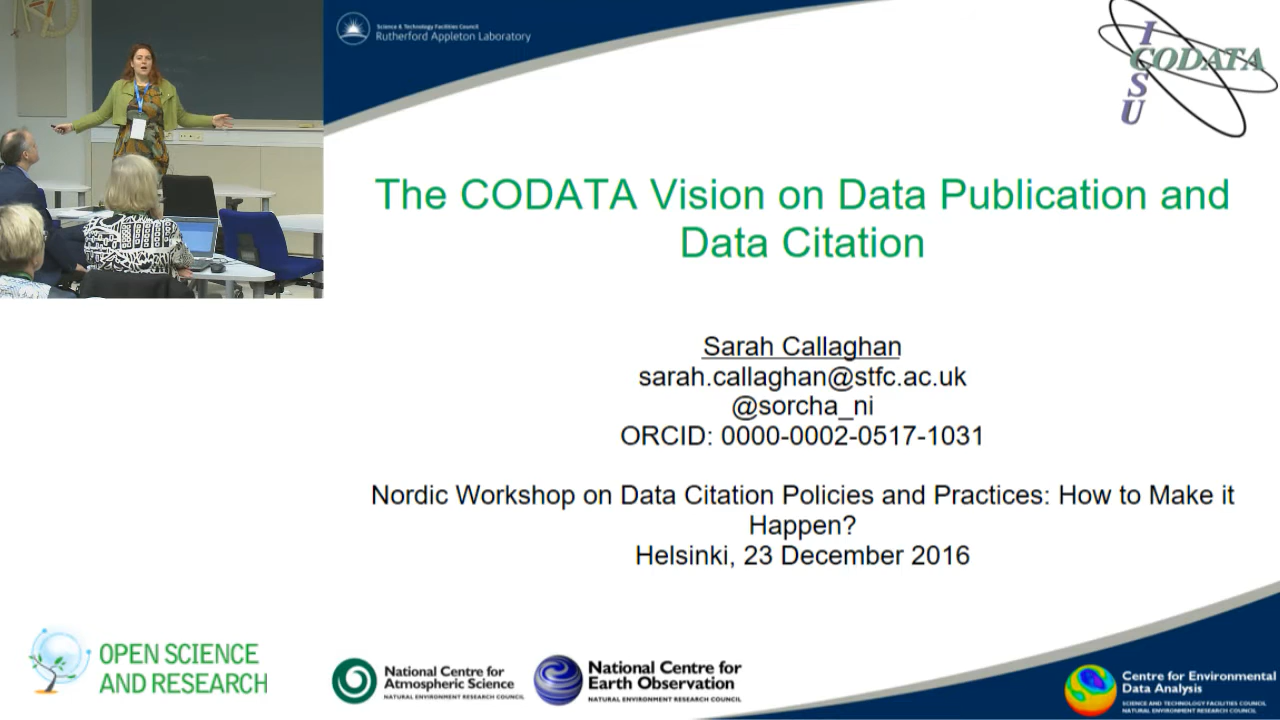 Science & Technology Facilities Council
Rutherford Appleton Laboratory
ICSU
CODATA
The CODATA Vision on Data Publication and
Data Citation
Sarah Callaghan
sarah.callaghan@stfc.ac.uk
@sorcha_ni
ORCID: 0000-0002-0517-1031
Nordic Workshop on Data Citation Policies and Practices: How to Make it
Happen?
Helsinki, 23 December 2016
OPEN SCIENCE
AND RESEARCH
National Centre for
Atmospheric Science
NATURAL ENVIRONMENT RESEARCH COUNCIL
National Centre for
Earth Observation
NATURAL ENVIRONMENT RESEARCH COUNCIL
Centre for Environmental
Data Analysis
SCIENCE AND TECHNOLOGY FACILITIES COUNCIL
NATURAL ENVIRONMENT RESEARCH COUNCIL